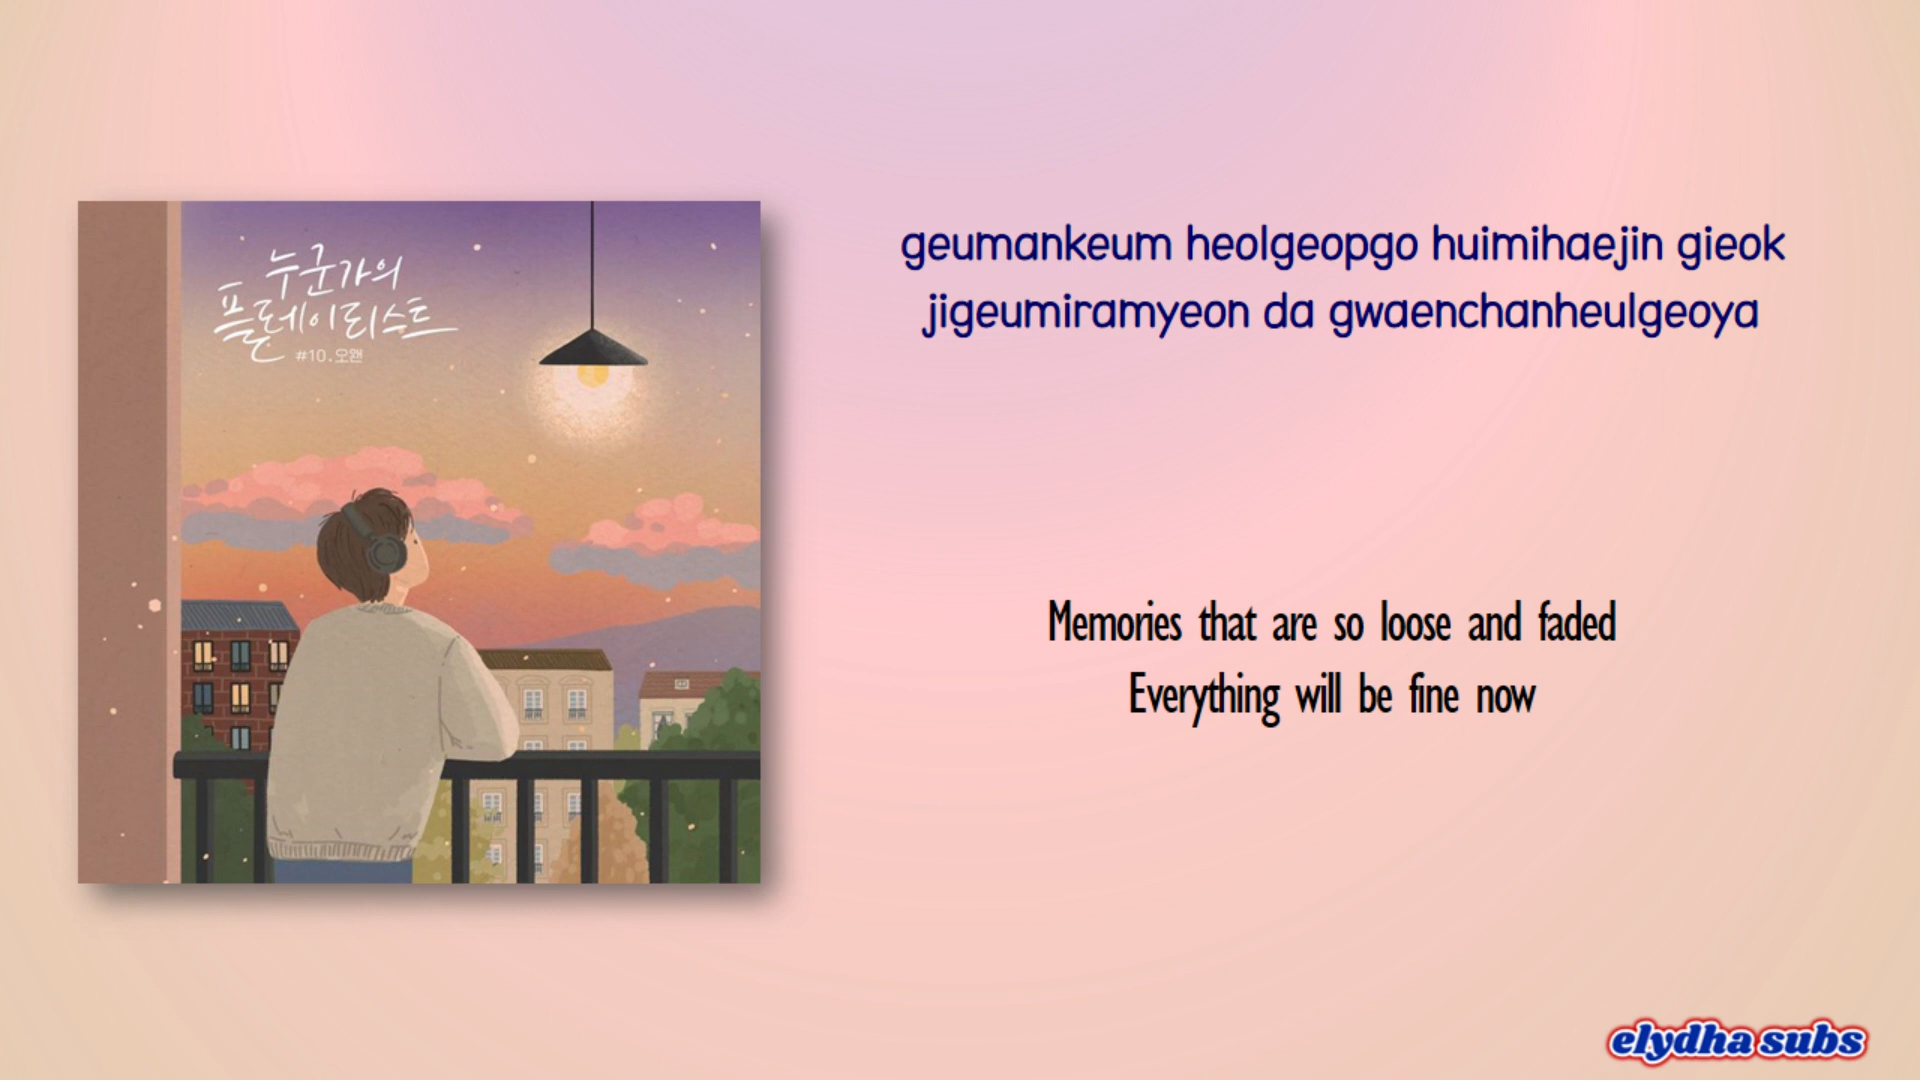 누군가의
플레이리스트
#10.오왠
geumankeum heolgeopgo huimihaejin gieok
jigeumiramyeon da gwaenchanheulgeoya
Memories that are so loose and faded
Everything will be fine now
elydha subs